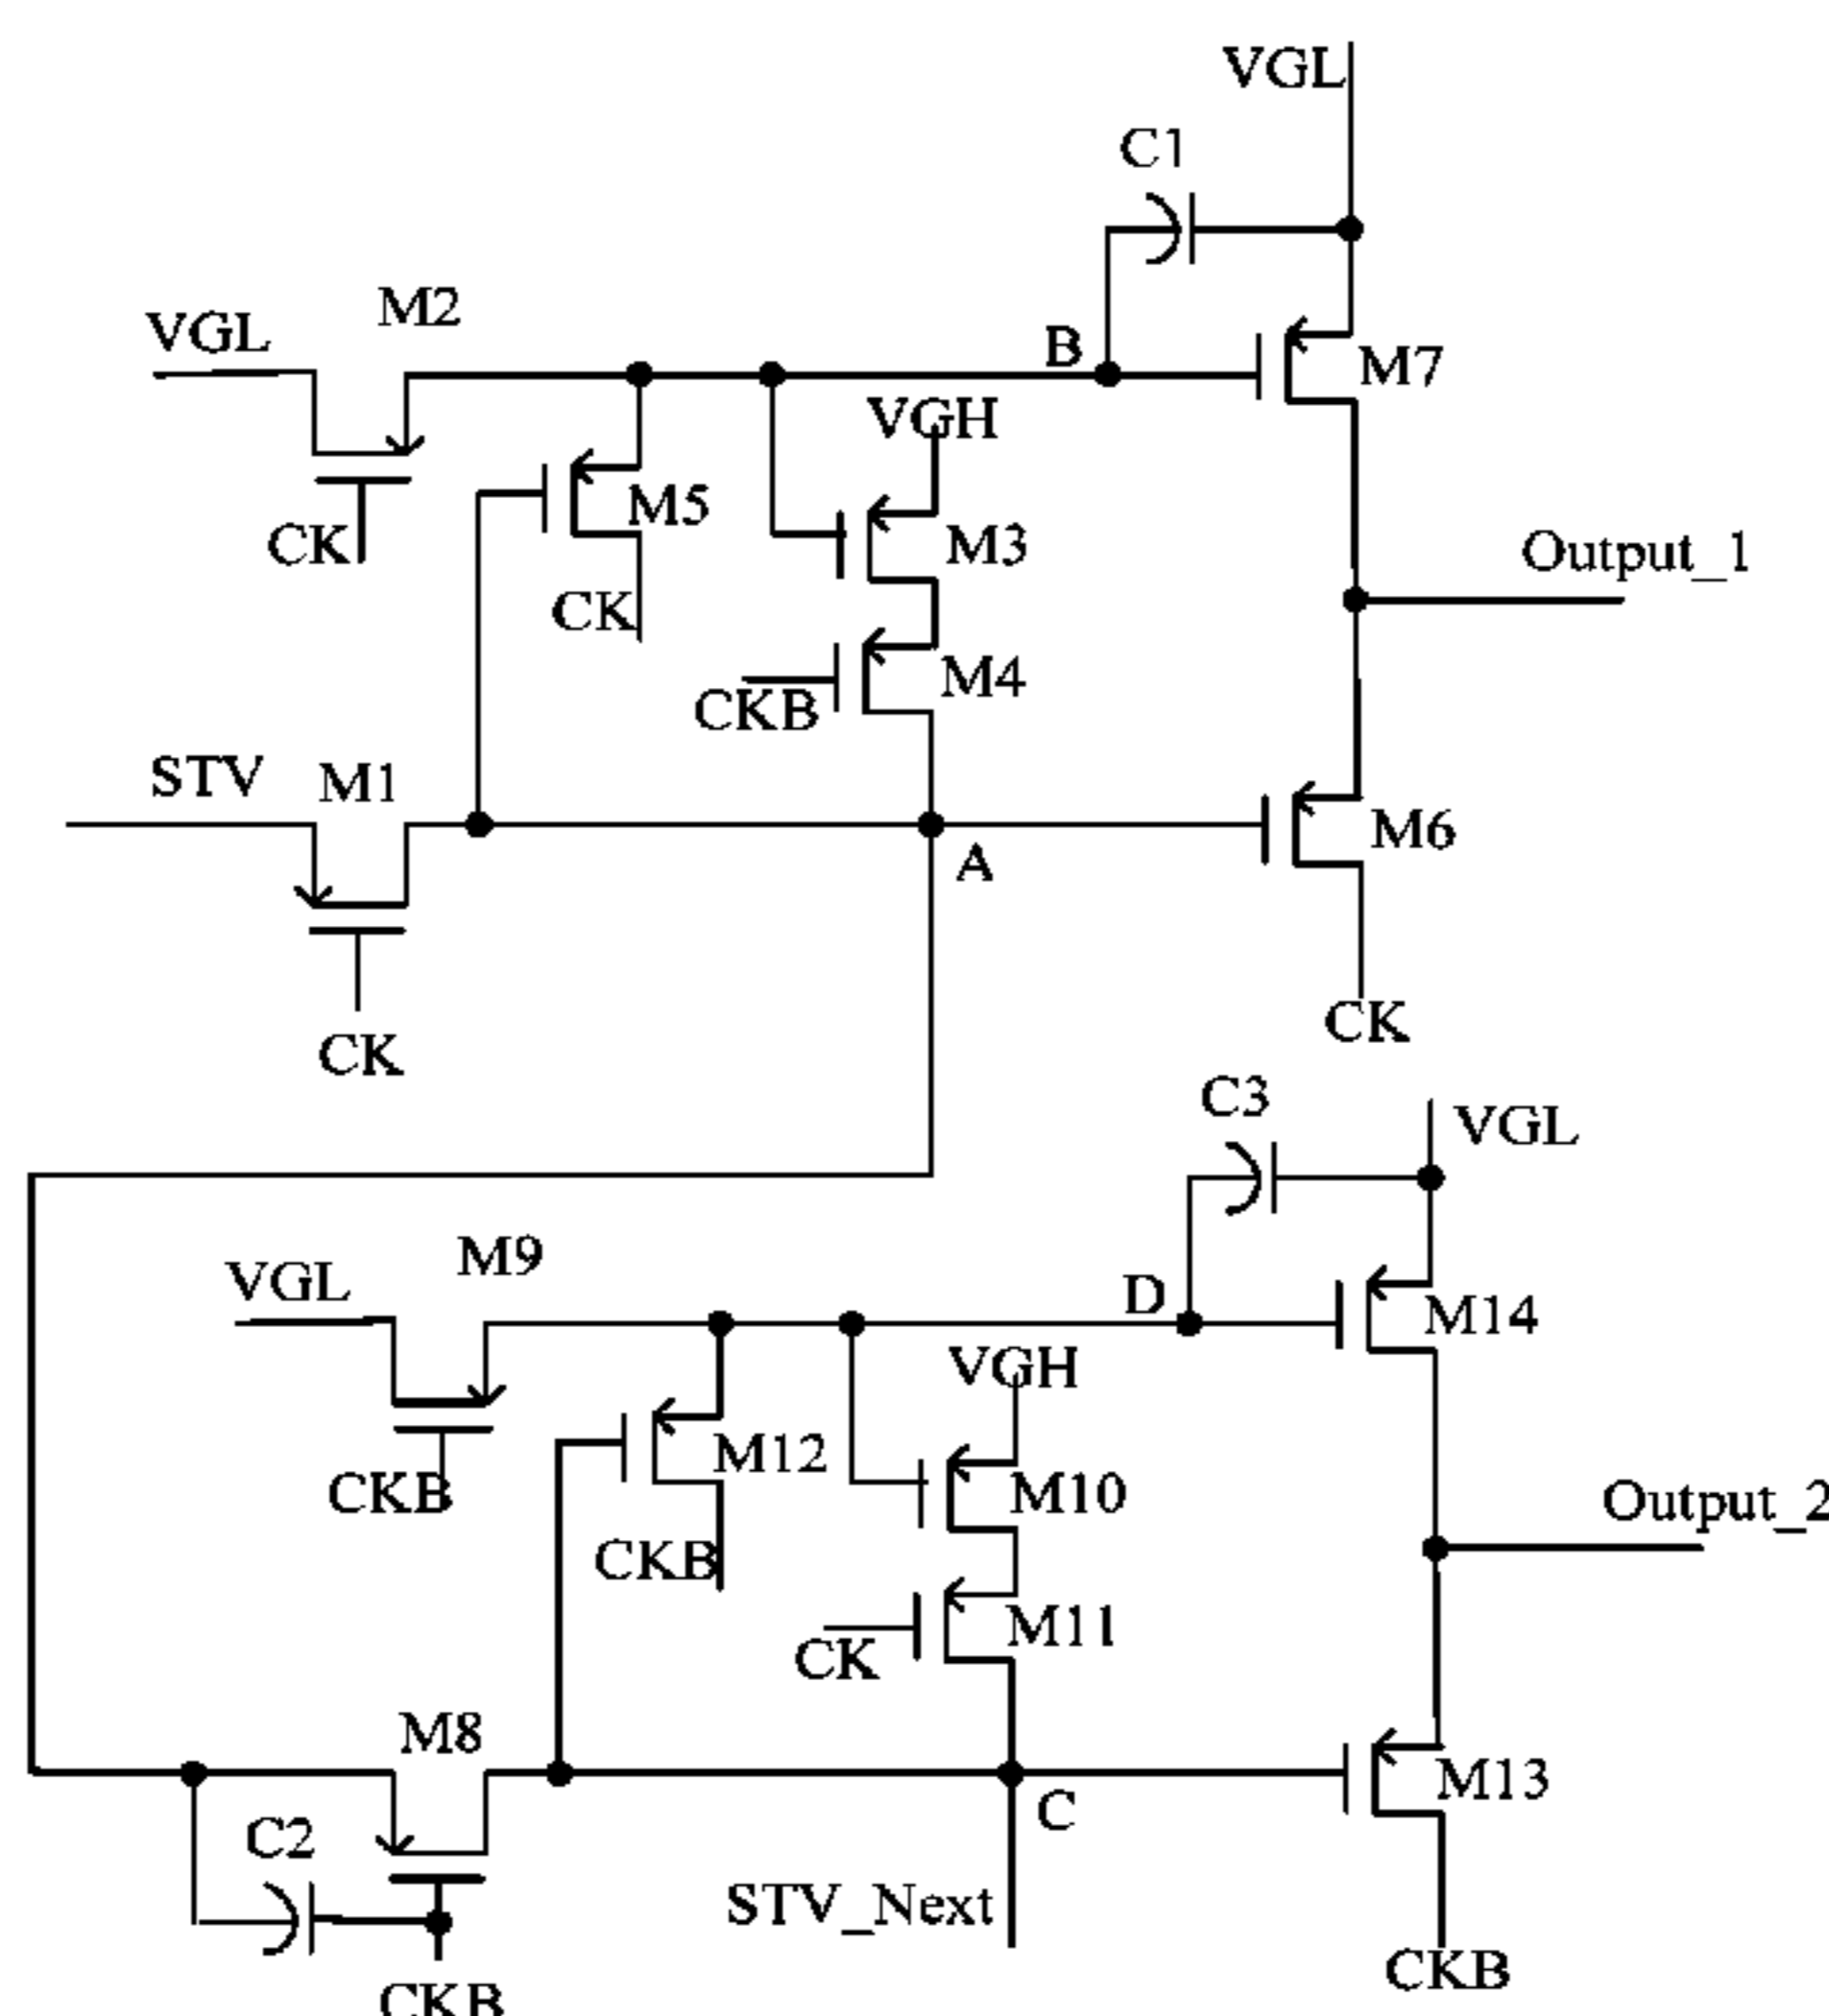 VGL
C1
VGL
M2
B
M7
VGH
CK
M5
M3
Output_1
CK
M4
CKB
STV
M1
A
M6
CK
CK
C3
VGL
M9
VGL
D
M14
VGH
M12
CKB
M10
Output_2
CKB
M11
CK
M8
M13
C
C2
STV_Next
CKB
CKB